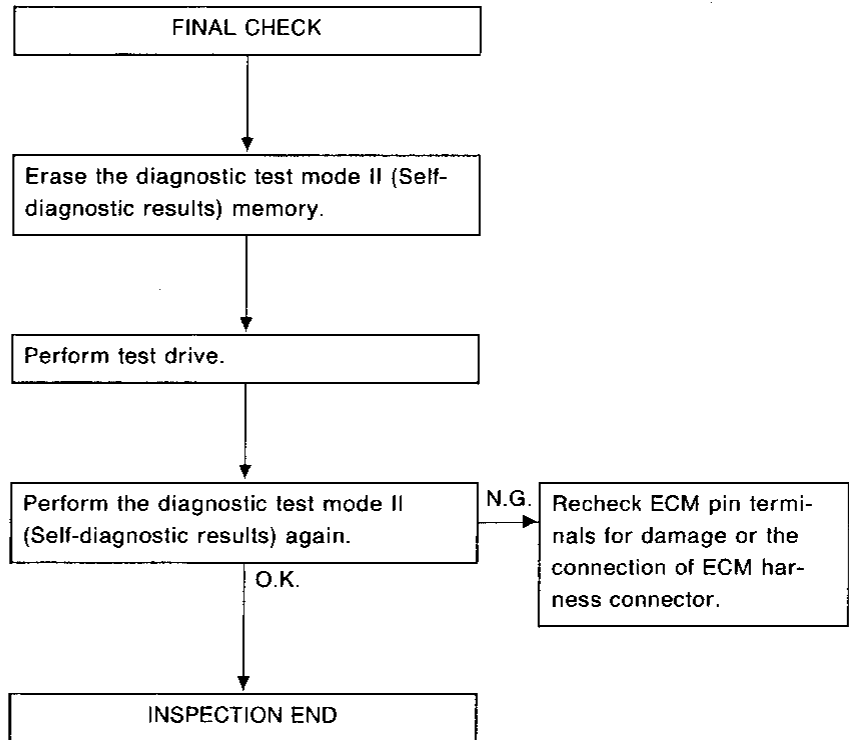 FINAL CHECK
Erase the diagnostic test mode II (Self-
diagnostic results) memory.
Perform test drive.
Perform the diagnostic test mode II
(Self-diagnostic results) again.
N.G.
Recheck ECM pin termi-
nals for damage or the
connection of ECM har-
ness connector.
O.K.
INSPECTION END